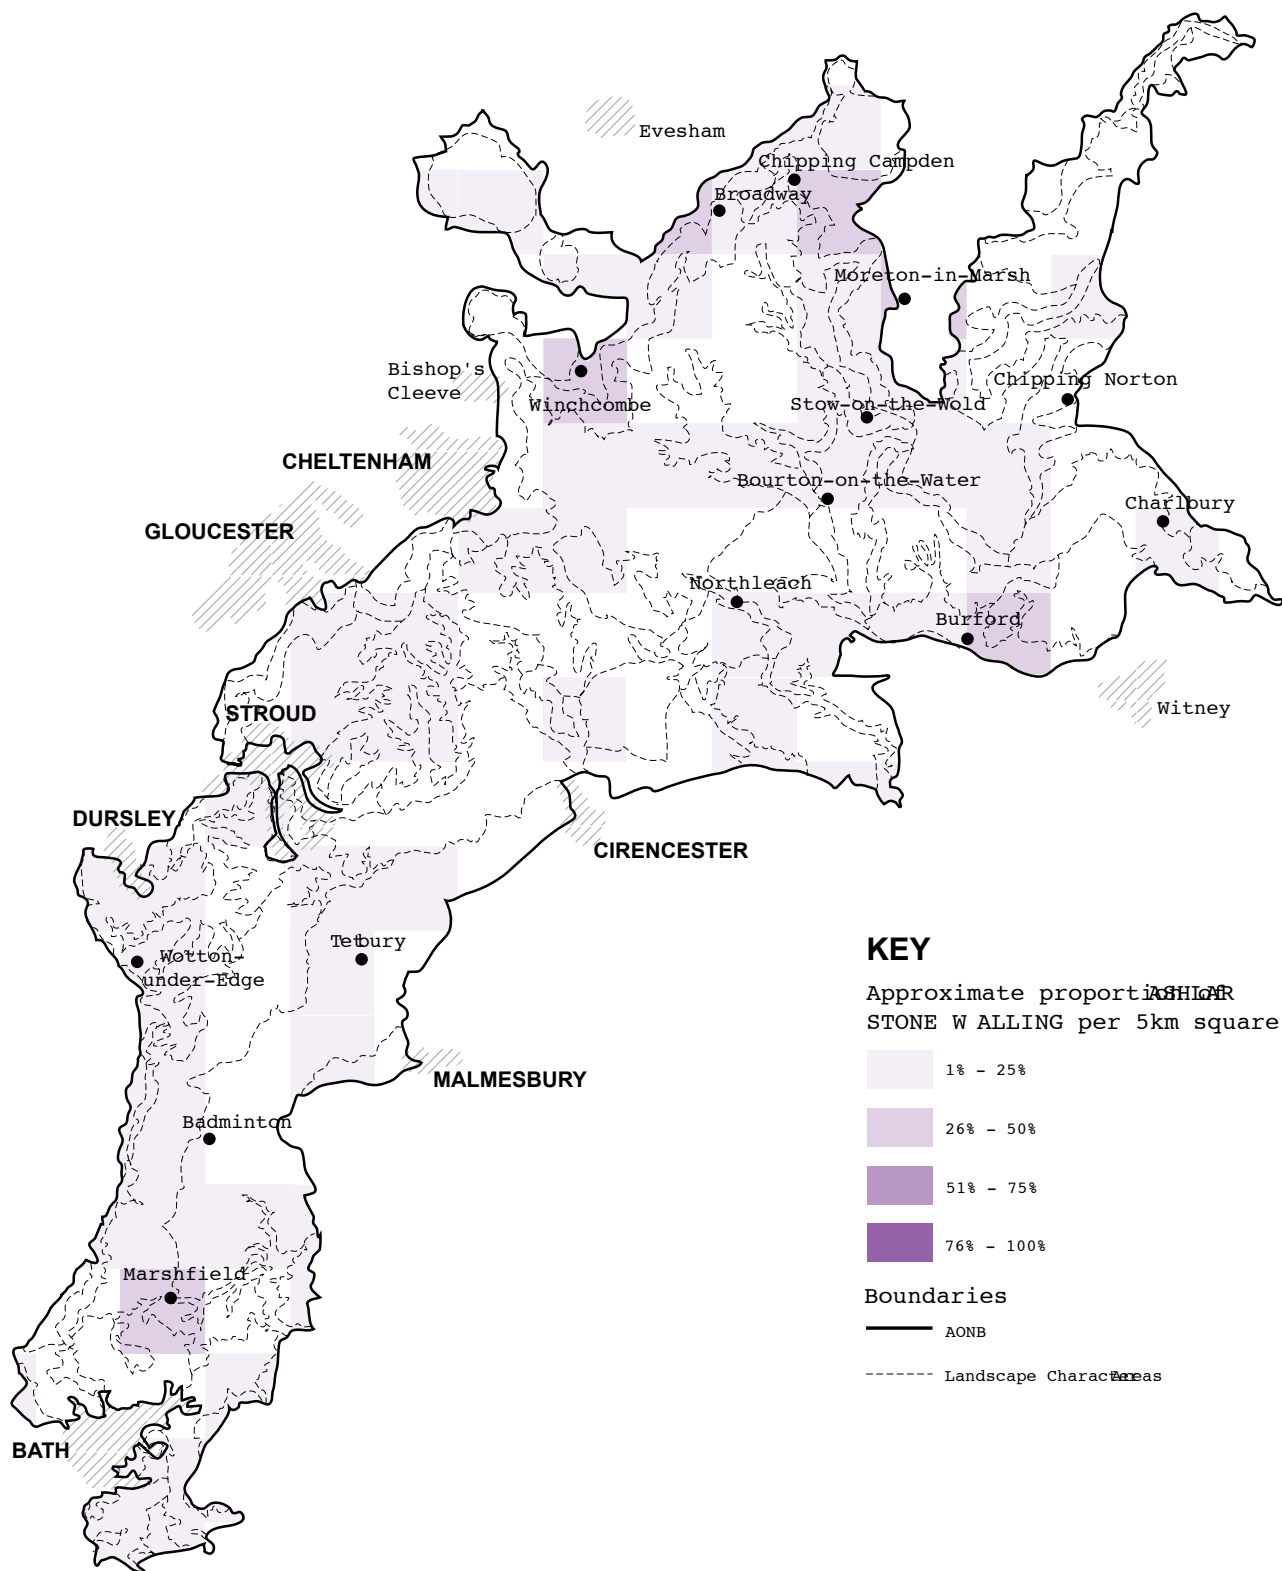 Evesham
Chipping Campden
Broadway
Moreton-in-Marsh
Bishop's
Cleeve
Winchcombe
Chipping Norton
Stow-on-the-Wold
CHELTENHAM
Bourton-on-the-Water
Charlbury
GLOUCESTER
Northleach
Burford
STROUD
Witney
DURSLEY
CIRENCESTER
Tetbury
Wotton-
under-Edge
MALMESBURY
Badminton
Marshfield
BATH
KEY
Approximate proportion of ASHLAR
STONE W ALLING per 5km square
1% - 25%
26% - 50%
51% - 75%
76% - 100%
Boundaries
AONB
Landscape Character Areas